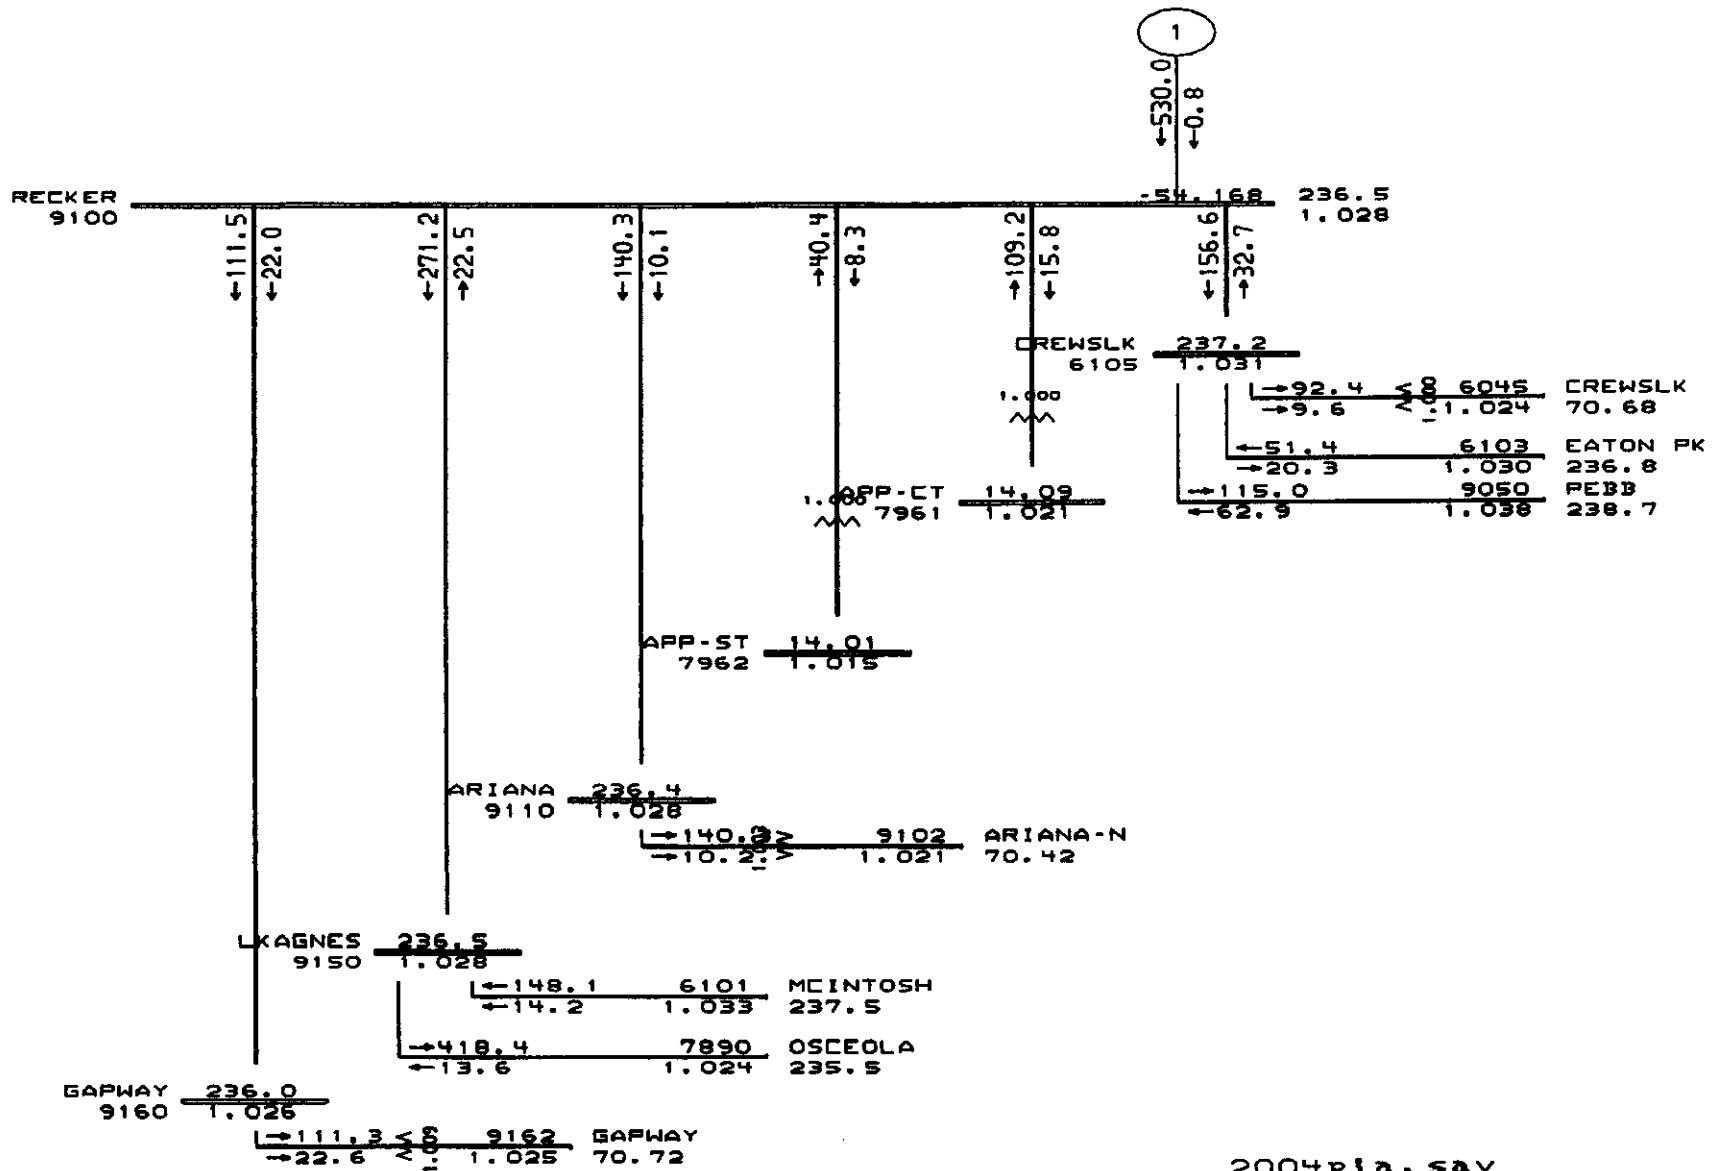 1
←530.0
←0.8
RECKER
9100
-54.168
236.5
1.028
←111.5
←22.0
←271.2
→22.5
←140.3
←10.1
→40.4
←8.3
→109.2
←15.8
←156.6
→32.7
CREWSLK
6105
237.2
1.031
→92.4 6045 CREWSLK
→9.6 1.024 70.68
←51.4 6103 EATON PK
→20.3 1.030 236.8
→115.0 9050 PEBB
←62.9 1.038 238.7
1.000
APP-CT
7961
14.09
1.021
APP-ST
7962
14.01
1.015
ARIANA
9110
236.4
1.028
9102 ARIANA-N
→10.2 1.021 70.42
LKAGNES
9150
236.5
1.028
←148.1 6101 MCINTOSH
←14.2 1.033 237.5
→418.4 7890 OSCEOLA
←13.6 1.024 235.5
GAPWAY
9160
236.0
1.026
→111.3 9162 GAPWAY
→22.6 1.025 70.72